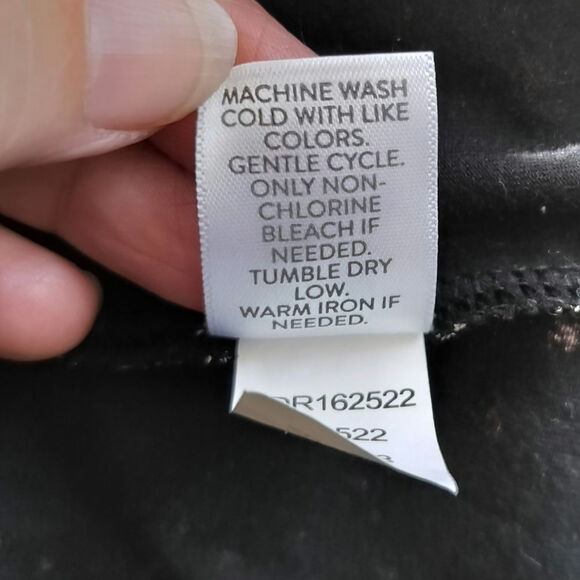 MACHINE WASH
COLD WITH LIKE
COLORS.
GENTLE CYCLE.
ONLY NON-
CHLORINE
BLEACH IF
NEEDED.
TUMBLE DRY
LOW.
WARM IRON IF
NEEDED.
R162522
522